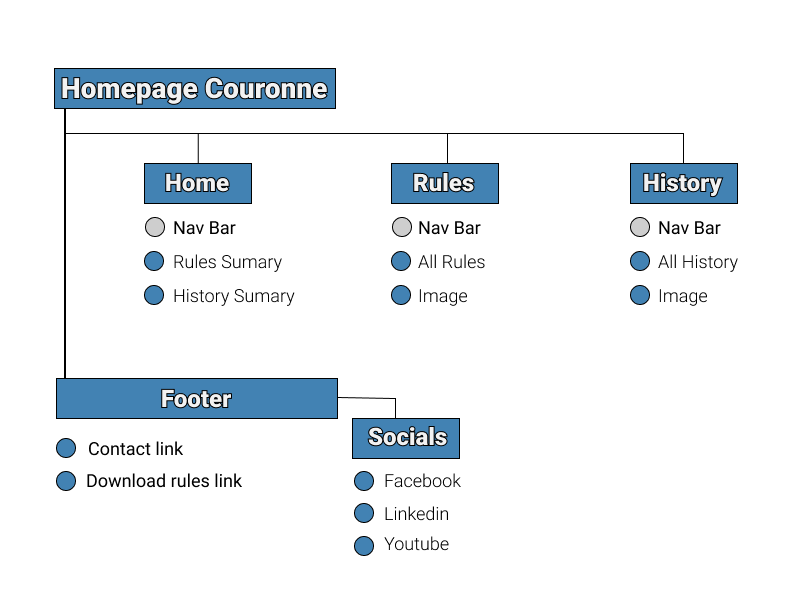 Homepage Couronne
Home
Nav Bar
Rules Sumary
History Sumary
Rules
Nav Bar
All Rules
Image
History
Nav Bar
All History
Image
Footer
Contact link
Download rules link
Socials
Facebook
Linkedin
Youtube